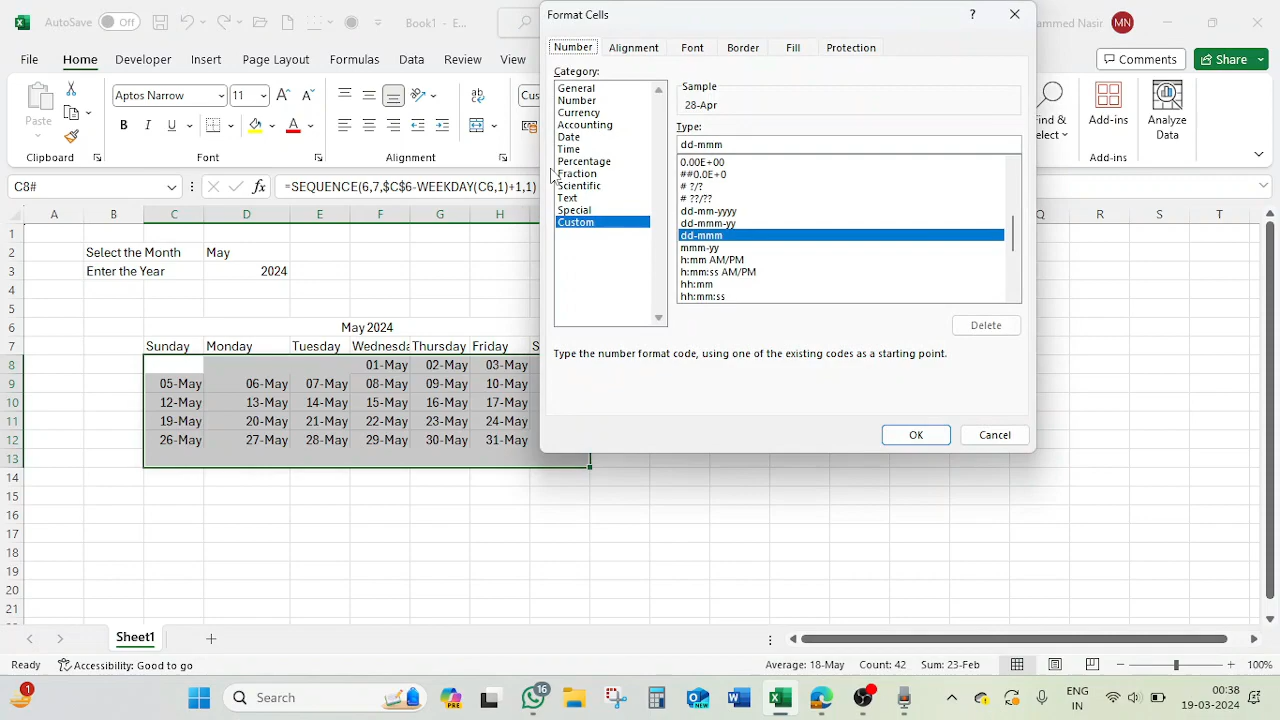 AutoSave Off Book1 - E...
ammed Nasir MN
File Home Developer Insert Page Layout Formulas Data Review View
Comments Share
Paste
Aptos Narrow 11
B I U
Cus
ind &
elect
Add-ins
Analyze
Data
Clipboard Font Add-ins
C8# =SEQUENCE(6,7,$C$6-WEEKDAY(C6,1)+1,1)
A B C D E F G H Q R S T
1
2 Select the Month May
3 Enter the Year 2024
4
5
6 May 2024
7 Sunday Monday Tuesday Wednesda Thursday Friday S
8 01-May 02-May 03-May
9 05-May 06-May 07-May 08-May 09-May 10-May
10 12-May 13-May 14-May 15-May 16-May 17-May
11 19-May 20-May 21-May 22-May 23-May 24-May
12 26-May 27-May 28-May 29-May 30-May 31-May
13
14
15
16
17
18
19
20
21
Format Cells ?
Number Alignment Font Border Fill Protection
Category:
General
Number
Currency
Accounting
Date
Time
Percentage
Fraction
Scientific
Text
Special
Custom
Sample
28-Apr
Type:
dd-mmm
0.00E+00
##0.0E+0
# ?/?
# ??/??
dd-mm-yyyy
dd-mmm-yy
dd-mmm
mmm-yy
h:mm AM/PM
h:mm:ss AM/PM
hh:mm
hh:mm:ss
Delete
Type the number format code, using one of the existing codes as a starting point.
OK Cancel
Sheet1
Ready Accessibility: Good to go Average: 18-May Count: 42 Sum: 23-Feb 100%
1 Search PRE 16 NEW
ENG
IN
00:38
19-03-2024